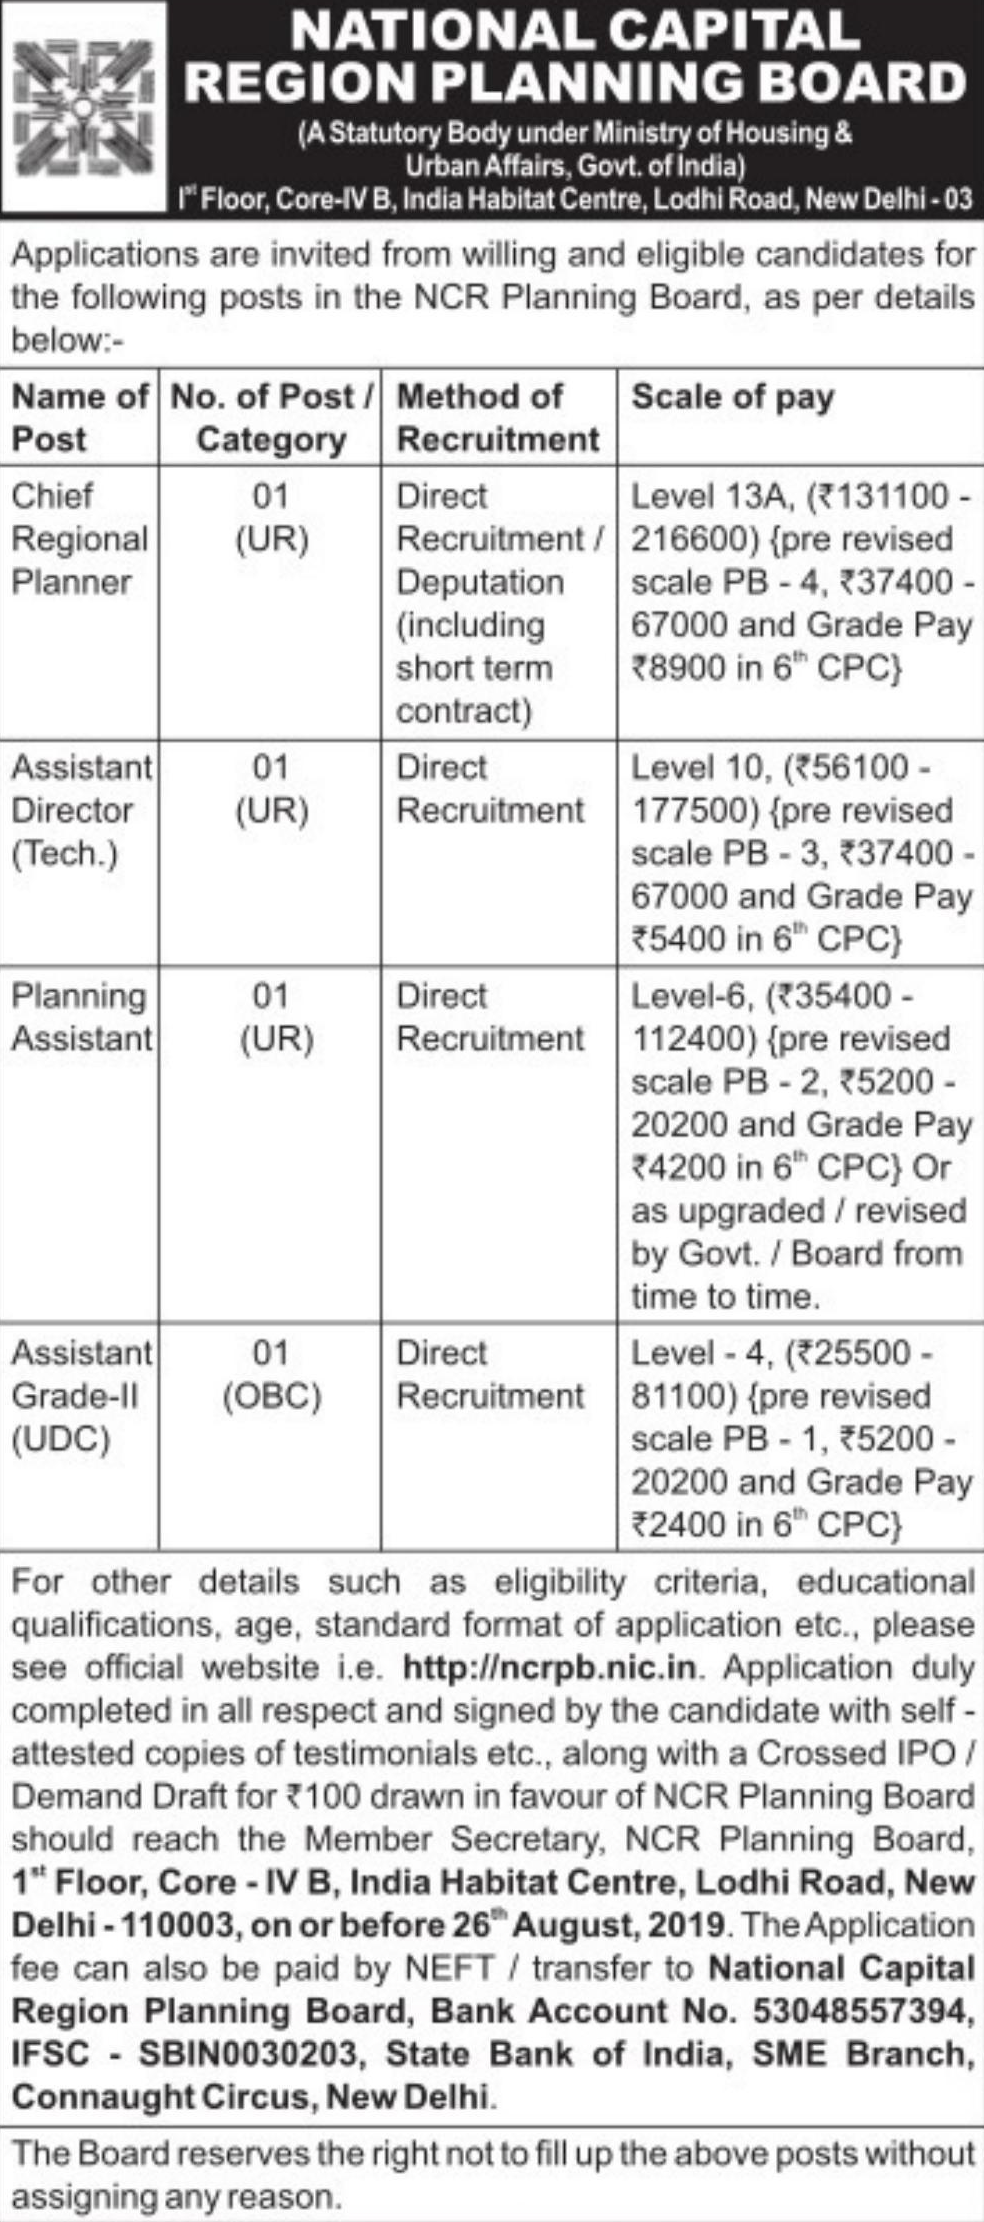 NATIONAL CAPITAL
REGION PLANNING BOARD
(A Statutory Body under Ministry of Housing &
Urban Affairs, Govt. of India)
Iˢᵗ Floor, Core-IV B, India Habitat Centre, Lodhi Road, New Delhi - 03
Applications are invited from willing and eligible candidates for
the following posts in the NCR Planning Board, as per details
below:-
Name of
Post
No. of Post /
Category
Method of
Recruitment
Scale of pay
Chief
Regional
Planner
01
(UR)
Direct
Recruitment /
Deputation
(including
short term
contract)
Level 13A, (₹131100 -
216600) {pre revised
scale PB - 4, ₹37400 -
67000 and Grade Pay
₹8900 in 6ᵗʰ CPC}
Assistant
Director
(Tech.)
01
(UR)
Direct
Recruitment
Level 10, (₹56100 -
177500) {pre revised
scale PB - 3, ₹37400 -
67000 and Grade Pay
₹5400 in 6ᵗʰ CPC}
Planning
Assistant
01
(UR)
Direct
Recruitment
Level-6, (₹35400 -
112400) {pre revised
scale PB - 2, ₹5200 -
20200 and Grade Pay
₹4200 in 6ᵗʰ CPC} Or
as upgraded / revised
by Govt. / Board from
time to time.
Assistant
Grade-II
(UDC)
01
(OBC)
Direct
Recruitment
Level - 4, (₹25500 -
81100) {pre revised
scale PB - 1, ₹5200 -
20200 and Grade Pay
₹2400 in 6ᵗʰ CPC}
For other details such as eligibility criteria, educational
qualifications, age, standard format of application etc., please
see official website i.e. http://ncrpb.nic.in. Application duly
completed in all respect and signed by the candidate with self -
attested copies of testimonials etc., along with a Crossed IPO /
Demand Draft for ₹100 drawn in favour of NCR Planning Board
should reach the Member Secretary, NCR Planning Board,
1ˢᵗ Floor, Core - IV B, India Habitat Centre, Lodhi Road, New
Delhi - 110003, on or before 26ᵗʰ August, 2019. The Application
fee can also be paid by NEFT / transfer to National Capital
Region Planning Board, Bank Account No. 53048557394,
IFSC - SBIN0030203, State Bank of India, SME Branch,
Connaught Circus, New Delhi.
The Board reserves the right not to fill up the above posts without
assigning any reason.